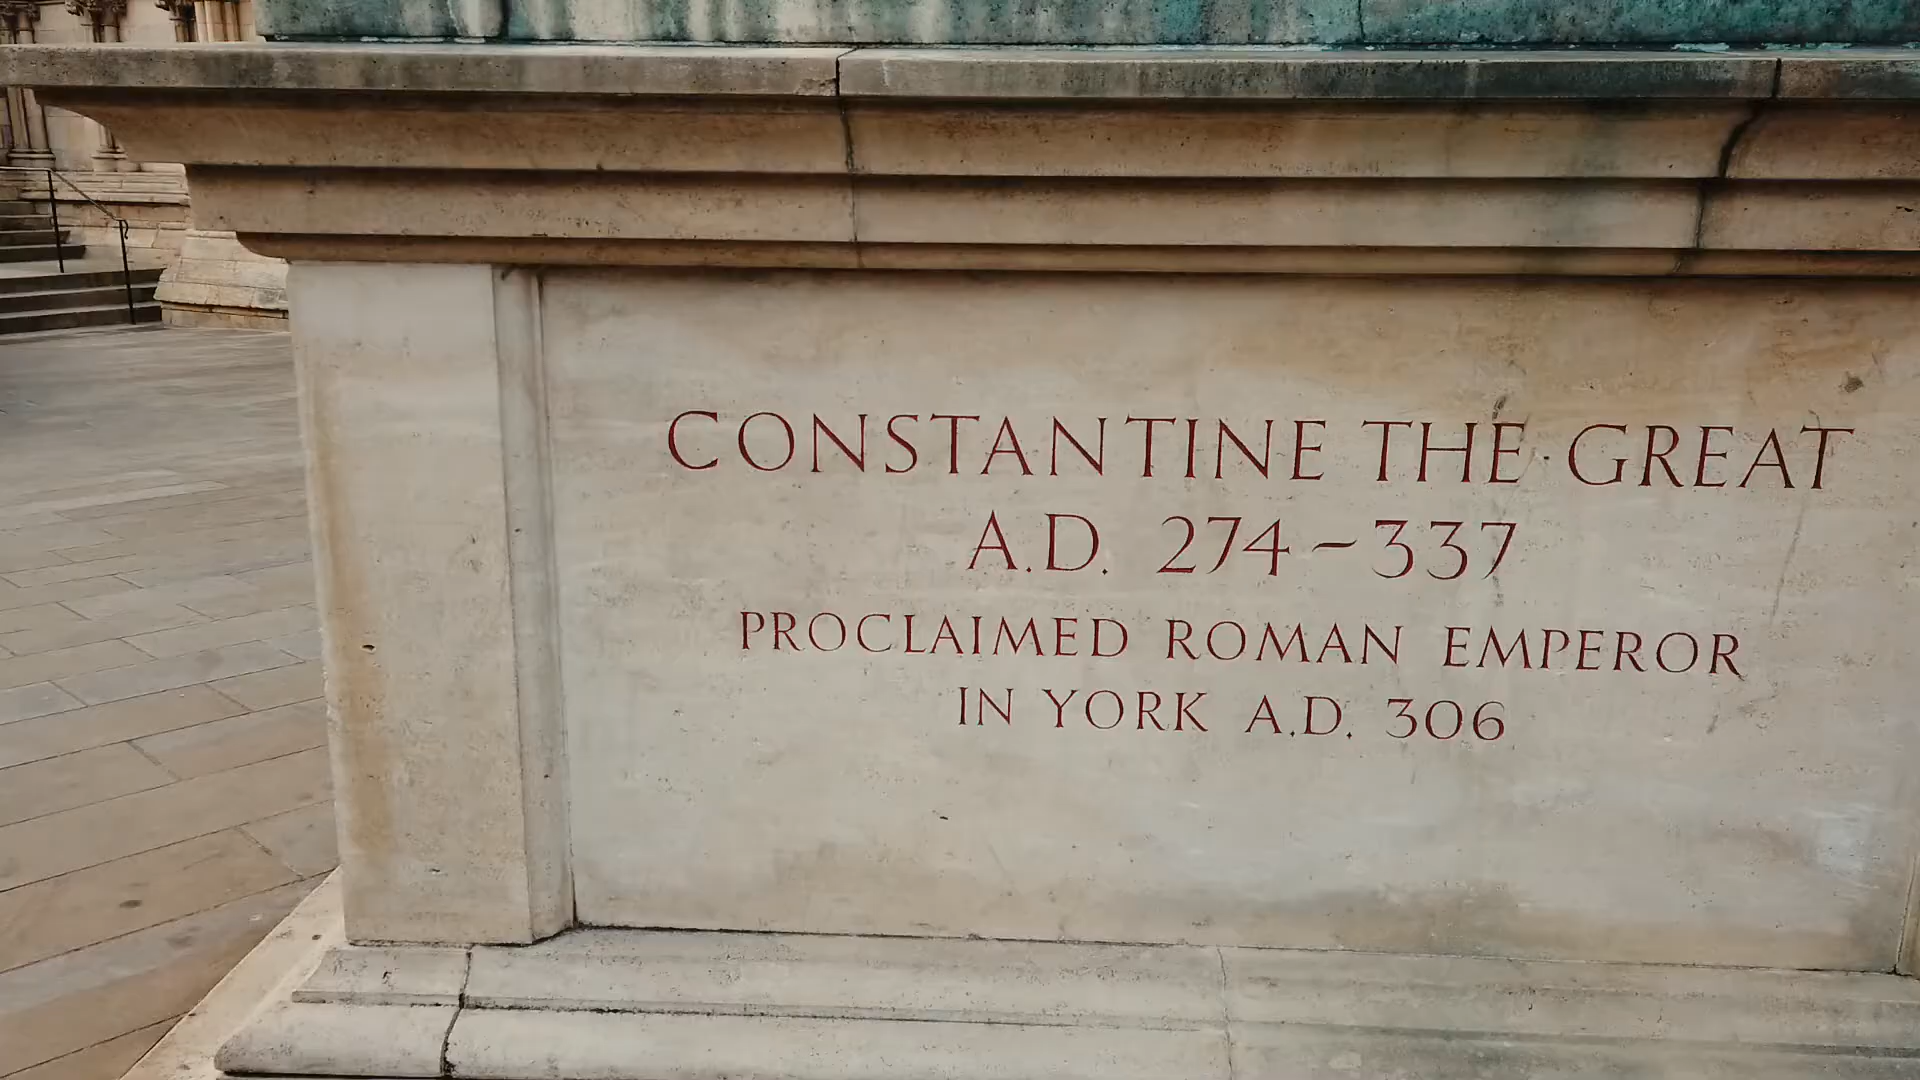 CONSTANTINE THE GREAT
A.D. 274–337
PROCLAIMED ROMAN EMPEROR
IN YORK A.D. 306